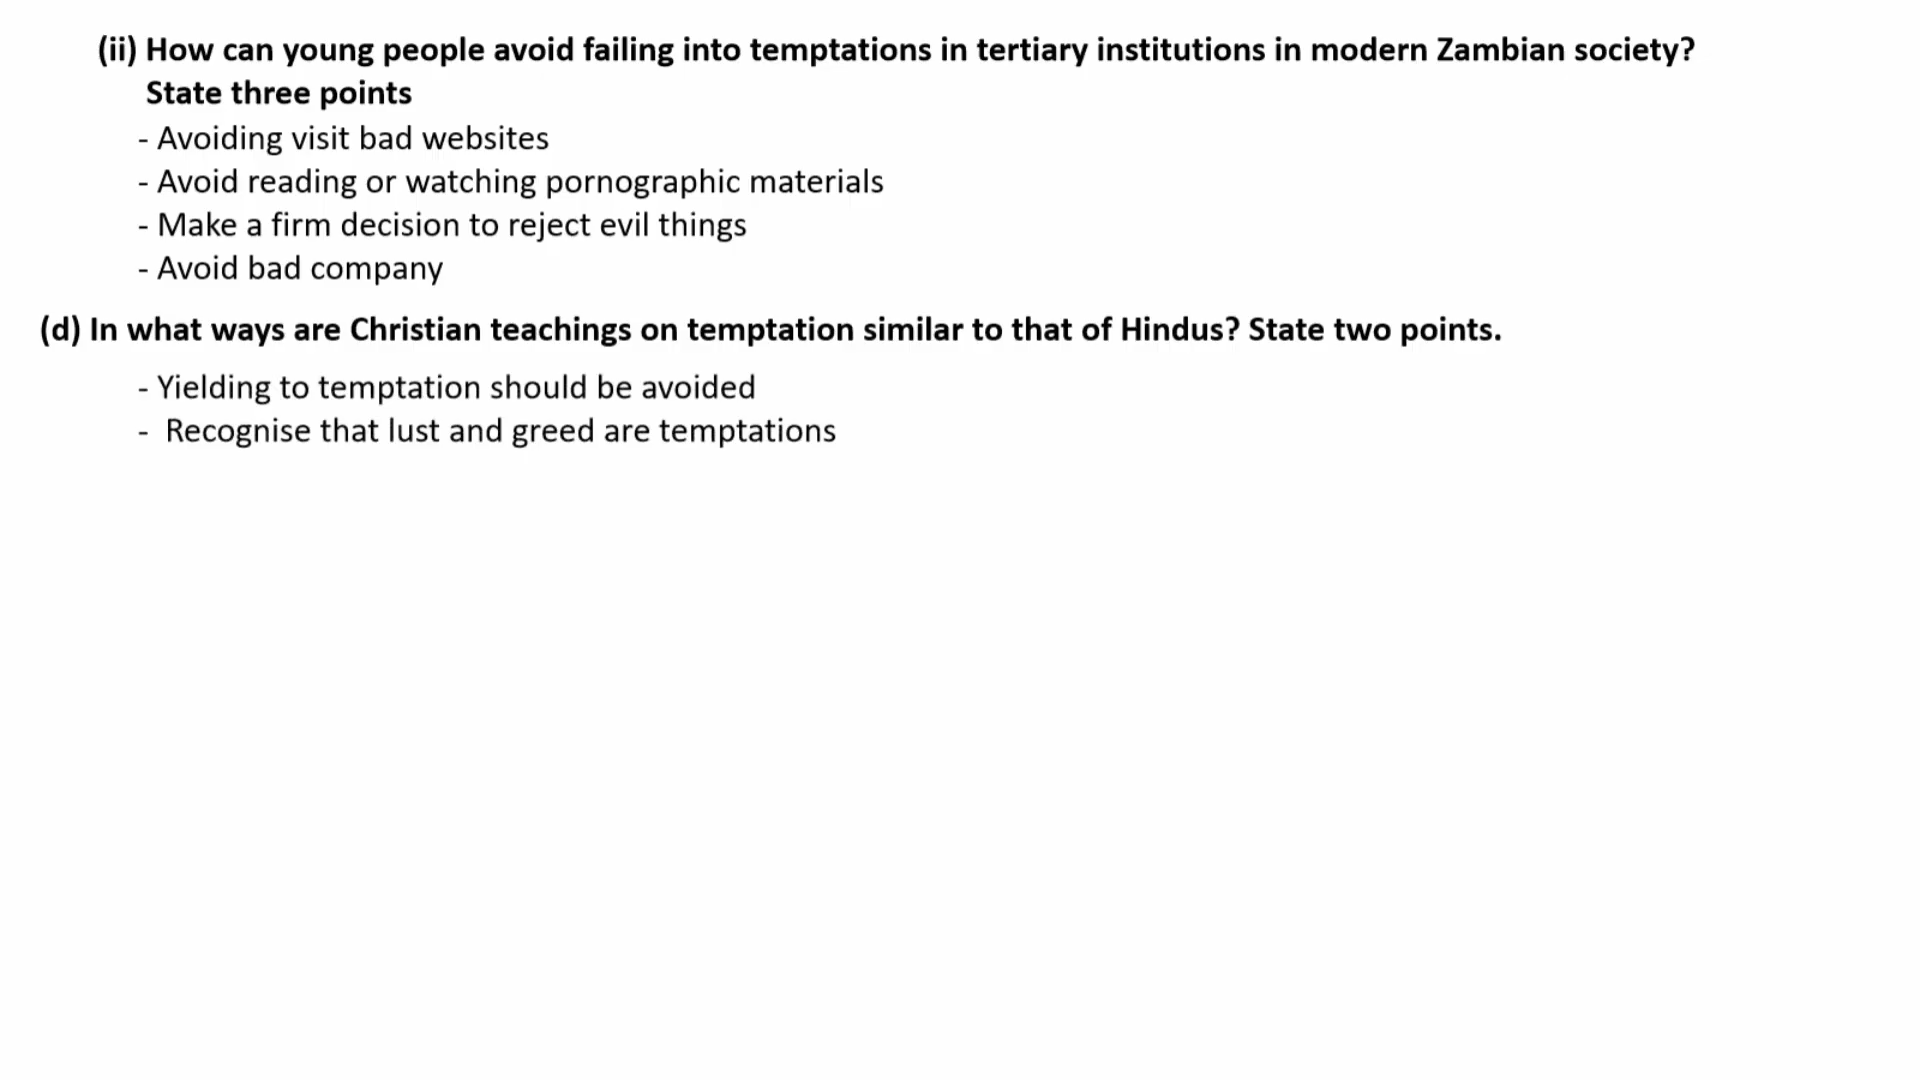 (ii) How can young people avoid failing into temptations in tertiary institutions in modern Zambian society?
State three points
- Avoiding visit bad websites
- Avoid reading or watching pornographic materials
- Make a firm decision to reject evil things
- Avoid bad company
(d) In what ways are Christian teachings on temptation similar to that of Hindus? State two points.
- Yielding to temptation should be avoided
- Recognise that lust and greed are temptations